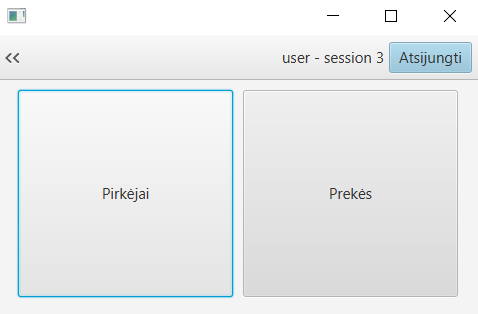 user - session 3 Atsijungti
Pirkėjai Prekės